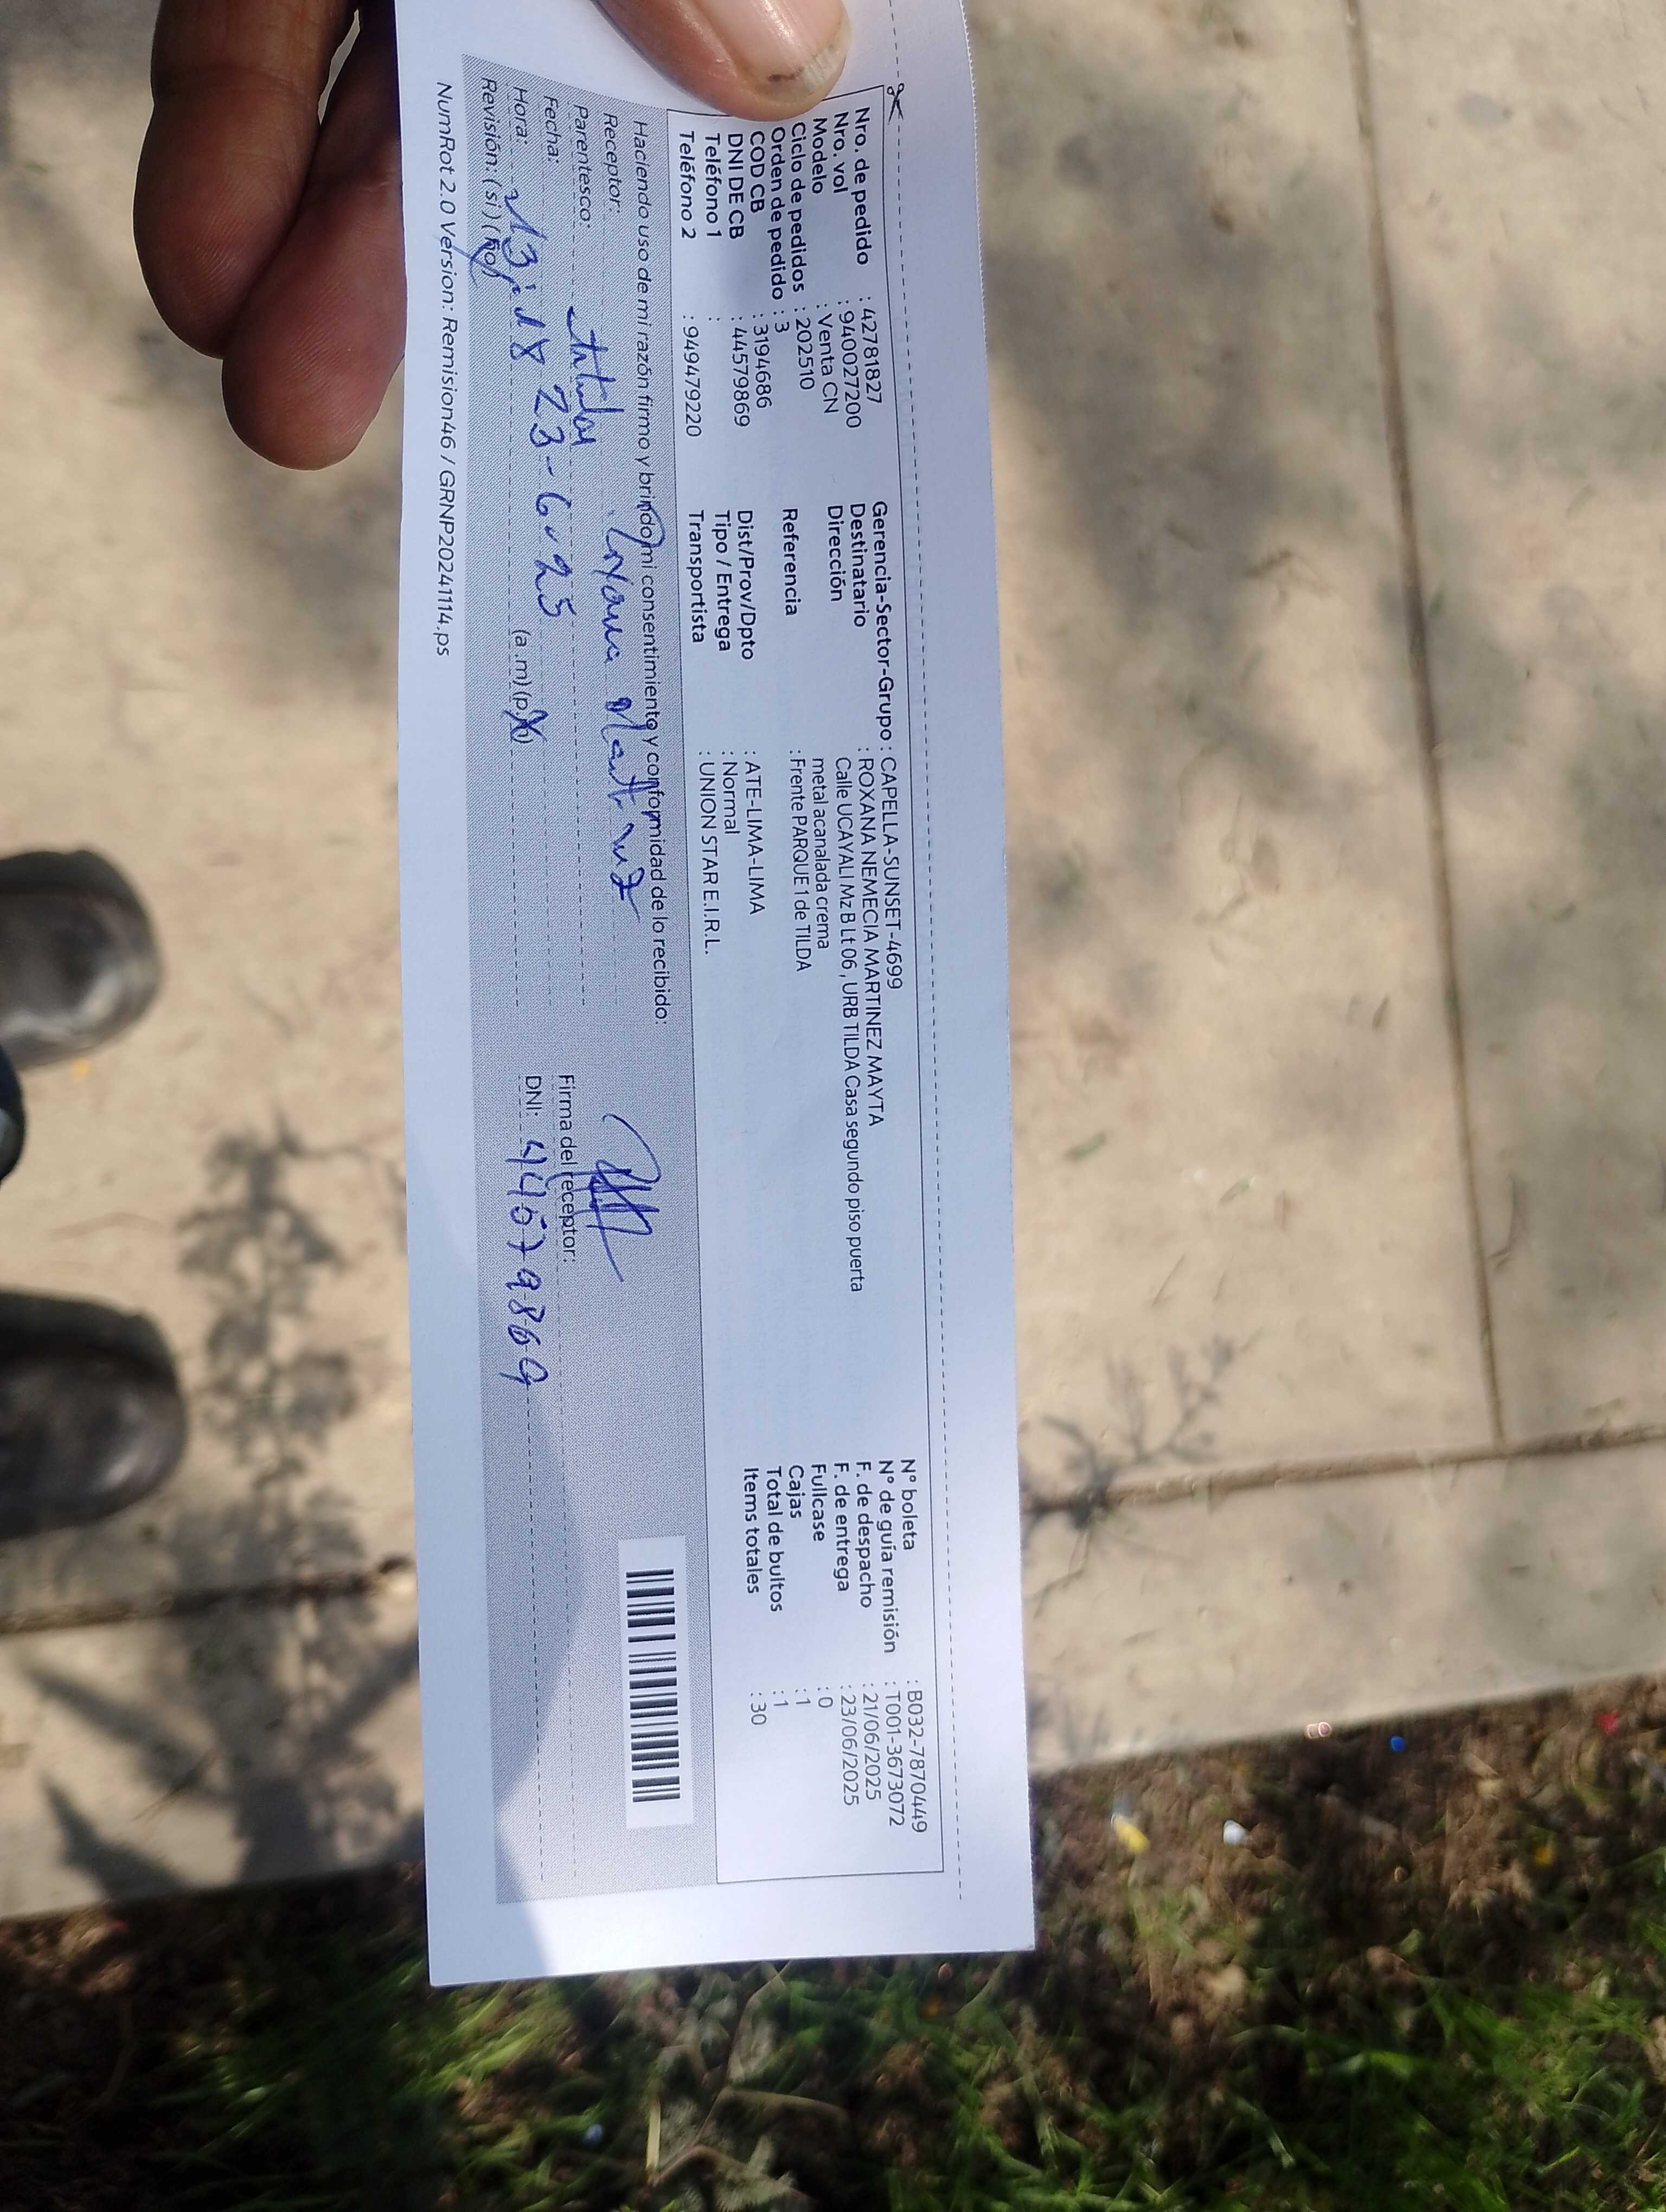 Nro. de pedido : 42781827
Nro. vol : 9400027200
Modelo : Venta CN
Ciclo de pedidos : 202510
Orden de pedido : 3
COD CB : 3194686
DNI DE CB : 44579869
Teléfono 1 :
Teléfono 2 : 949479220
Gerencia-Sector-Grupo : CAPELLA-SUNSET-4699
Destinatario : ROXANA NEMECIA MARTINEZ MAYTA
Dirección Calle UCAYALI Mz B Lt 06 , URB TILDA Casa segundo piso puerta
metal acanalada crema
Referencia : Frente PARQUE 1 de TILDA
Dist/Prov/Dpto : ATE-LIMA-LIMA
Tipo / Entrega : Normal
Transportista : UNION STAR E.I.R.L.
N° boleta : B032-7870449
N° de guía remisión : T001-3673072
F. de despacho : 21/06/2025
F. de entrega : 23/06/2025
Fullcase : 0
Cajas : 1
Total de bultos : 1
Items totales : 30
Haciendo uso de mi razón firmo y brindo mi consentimiento y conformidad de lo recibido:
Receptor:
Parentesco: titular
Fecha: 23-6-25
Hora: 13:18 (a.m) (p.m)
Revisión: (si) (no)
Firma del receptor:
DNI: 44579869
NumRot 2.0 Version: Remision46 / GRNP20241114.ps